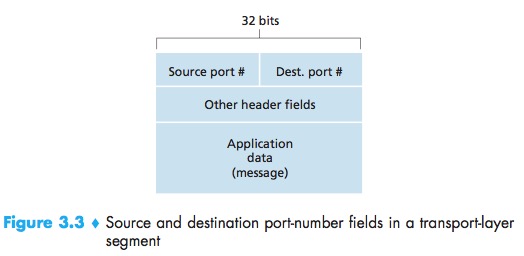 32 bits
Source port # Dest. port #
Other header fields
Application
data
(message)
Figure 3.3 ♦ Source and destination port-number fields in a transport-layer
segment